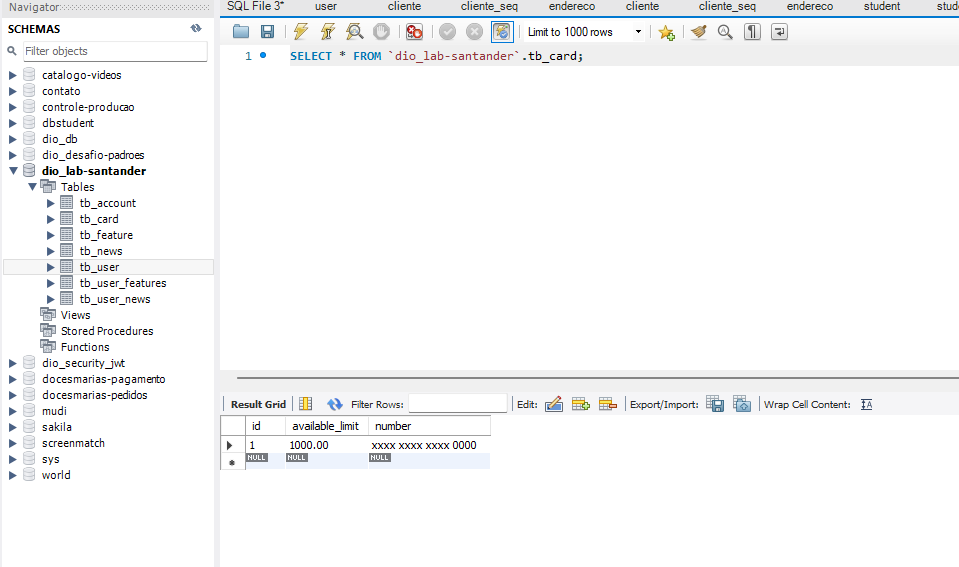 Navigator
SCHEMAS
Filter objects
catalogo-videos
contato
controle-producao
dbstudent
dio_db
dio_desafio-padroes
dio_lab-santander
Tables
tb_account
tb_card
tb_feature
tb_news
tb_user
tb_user_features
tb_user_news
Views
Stored Procedures
Functions
dio_security_jwt
docesmarias-pagamento
docesmarias-pedidos
mudi
sakila
screenmatch
sys
world
SQL File 3* user cliente cliente_seq endereco cliente cliente_seq endereco student
Limit to 1000 rows
1 SELECT * FROM `dio_lab-santander`.tb_card;
Result Grid Filter Rows: Edit: Export/Import: Wrap Cell Content: IA
id available_limit number
1 1000.00 xxxx xxxx xxxx 0000
NULL NULL NULL